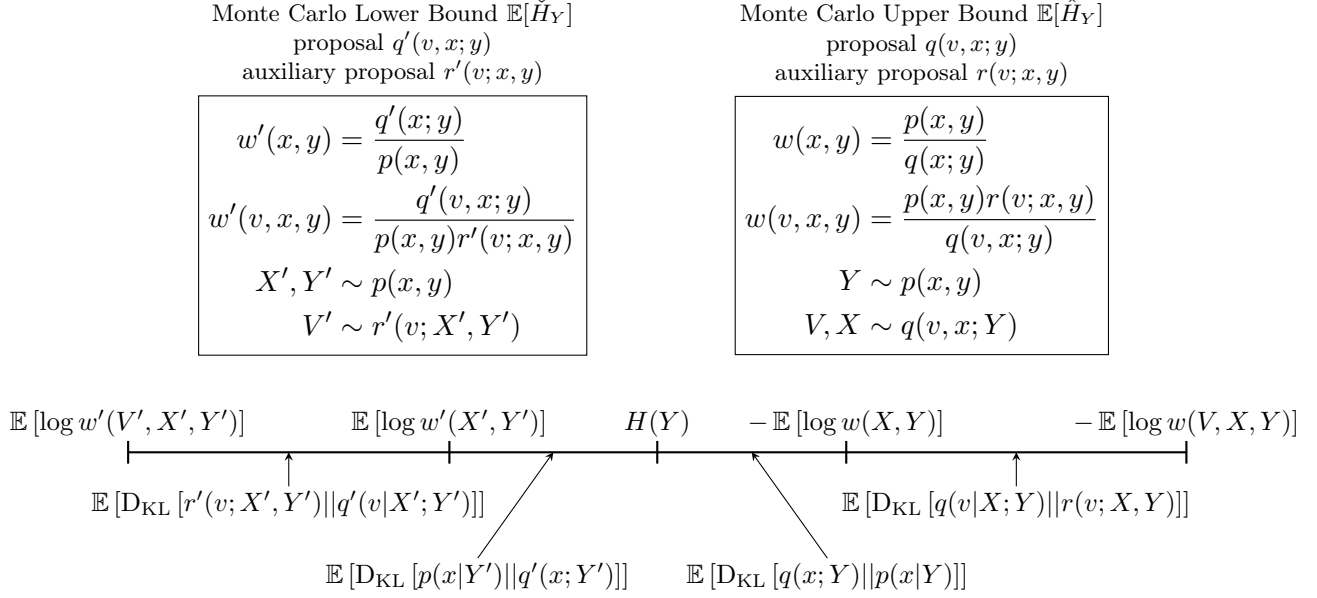 Monte Carlo Lower Bound 𝔼[Ȟ_Y]
proposal q′(v, x; y)
auxiliary proposal r′(v; x, y)
w′(x, y) = q′(x; y) / p(x, y)
w′(v, x, y) = q′(v, x; y) / p(x, y)r′(v; x, y)
X′, Y′ ∼ p(x, y)
V′ ∼ r′(v; X′, Y′)
Monte Carlo Upper Bound 𝔼[Ĥ_Y]
proposal q(v, x; y)
auxiliary proposal r(v; x, y)
w(x, y) = p(x, y) / q(x; y)
w(v, x, y) = p(x, y)r(v; x, y) / q(v, x; y)
Y ∼ p(x, y)
V, X ∼ q(v, x; Y)
𝔼 [log w′(V′, X′, Y′)]
𝔼 [log w′(X′, Y′)]
H(Y)
− 𝔼 [log w(X, Y)]
− 𝔼 [log w(V, X, Y)]
𝔼 [D_KL [r′(v; X′, Y′)||q′(v|X′; Y′)]]
𝔼 [D_KL [q(v|X; Y)||r(v; X, Y)]]
𝔼 [D_KL [p(x|Y′)||q′(x; Y′)]]
𝔼 [D_KL [q(x; Y)||p(x|Y)]]